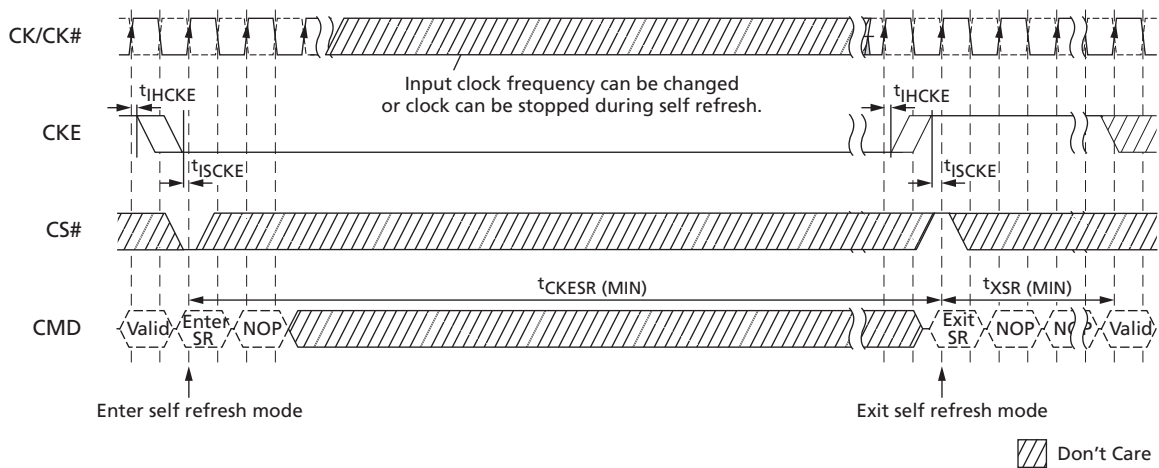 CK/CK#
Input clock frequency can be changed
or clock can be stopped during self refresh.
tIHCKE
tIHCKE
CKE
tISCKE
tISCKE
CS#
tCKESR (MIN)
tXSR (MIN)
CMD
Valid
Enter
SR
NOP
Exit
SR
NOP
NOP
Valid
Enter self refresh mode
Exit self refresh mode
Don't Care